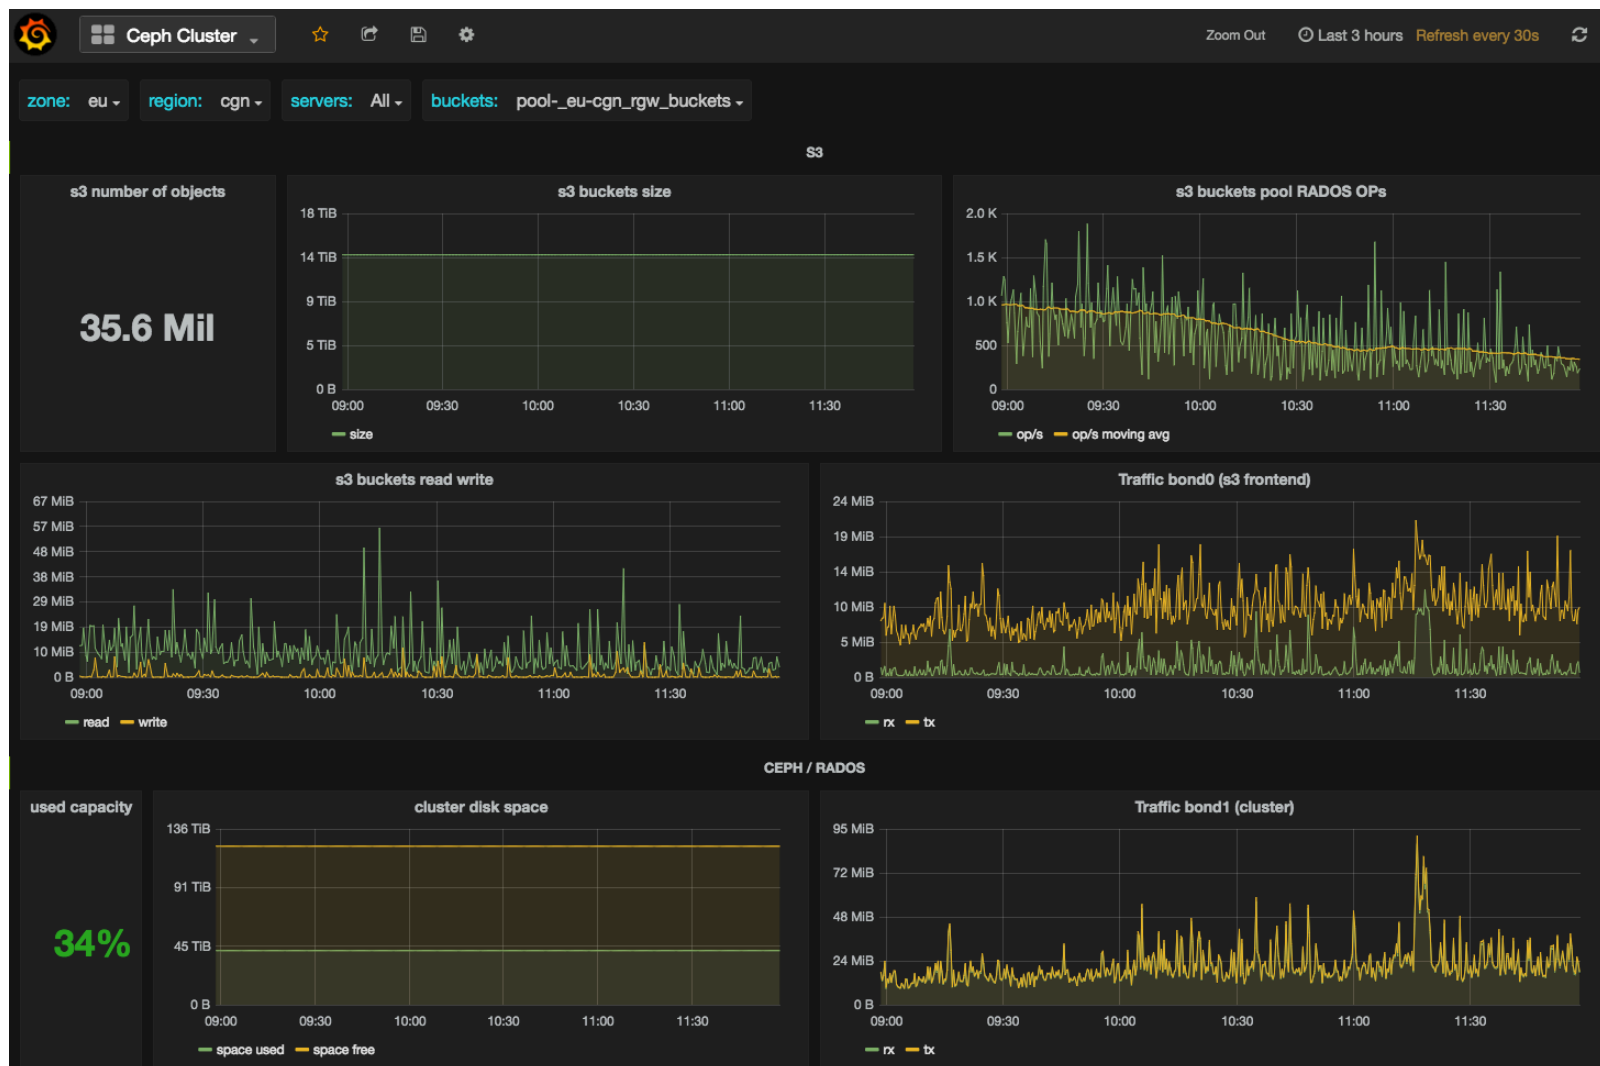 Ceph Cluster
Zoom Out
Last 3 hours
Refresh every 30s
zone: eu
region: cgn
servers: All
buckets: pool-_eu-cgn_rgw_buckets
S3
s3 number of objects
35.6 Mil
s3 buckets size
18 TiB
14 TiB
9 TiB
5 TiB
0 B
09:00 09:30 10:00 10:30 11:00 11:30
size
s3 buckets pool RADOS OPs
2.0 K
1.5 K
1.0 K
500
0
09:00 09:30 10:00 10:30 11:00 11:30
op/s op/s moving avg
s3 buckets read write
67 MiB
57 MiB
48 MiB
38 MiB
29 MiB
19 MiB
10 MiB
0 B
09:00 09:30 10:00 10:30 11:00 11:30
read write
Traffic bond0 (s3 frontend)
24 MiB
19 MiB
14 MiB
10 MiB
5 MiB
0 B
09:00 09:30 10:00 10:30 11:00 11:30
rx tx
CEPH / RADOS
used capacity
34%
cluster disk space
136 TiB
91 TiB
45 TiB
0 B
09:00 09:30 10:00 10:30 11:00 11:30
space used space free
Traffic bond1 (cluster)
95 MiB
72 MiB
48 MiB
24 MiB
0 B
09:00 09:30 10:00 10:30 11:00 11:30
rx tx